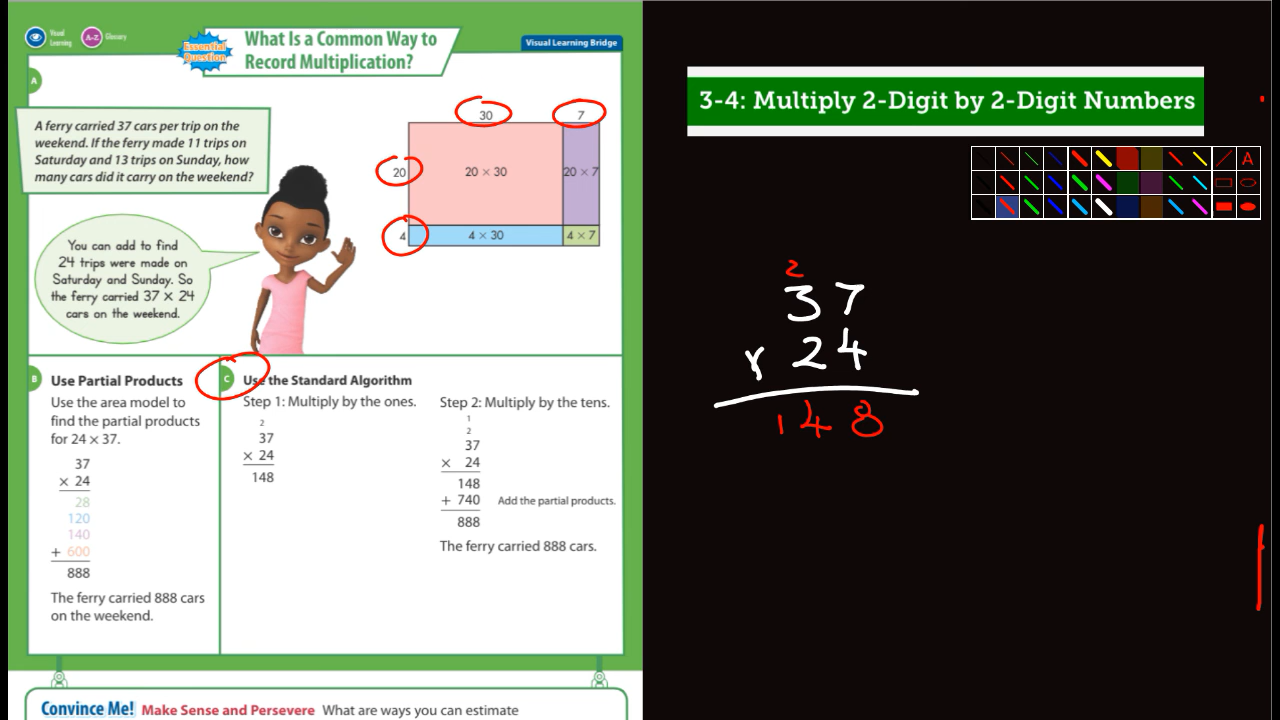 Visual
Learning
A-Z
Glossary
Essential
Question
What Is a Common Way to
Record Multiplication?
Visual Learning Bridge
A
A ferry carried 37 cars per trip on the
weekend. If the ferry made 11 trips on
Saturday and 13 trips on Sunday, how
many cars did it carry on the weekend?
You can add to find
24 trips were made on
Saturday and Sunday. So
the ferry carried 37 × 24
cars on the weekend.
30 7
20 20 × 30 20 × 7
4 4 × 30 4 × 7
B Use Partial Products
Use the area model to
find the partial products
for 24 × 37.
37
× 24
28
120
140
+ 600
888
The ferry carried 888 cars
on the weekend.
C Use the Standard Algorithm
Step 1: Multiply by the ones.
2
37
× 24
148
Step 2: Multiply by the tens.
1
2
37
× 24
148
+ 740 Add the partial products.
888
The ferry carried 888 cars.
Convince Me! Make Sense and Persevere What are ways you can estimate
3-4: Multiply 2-Digit by 2-Digit Numbers
A
2
37
x 24
148